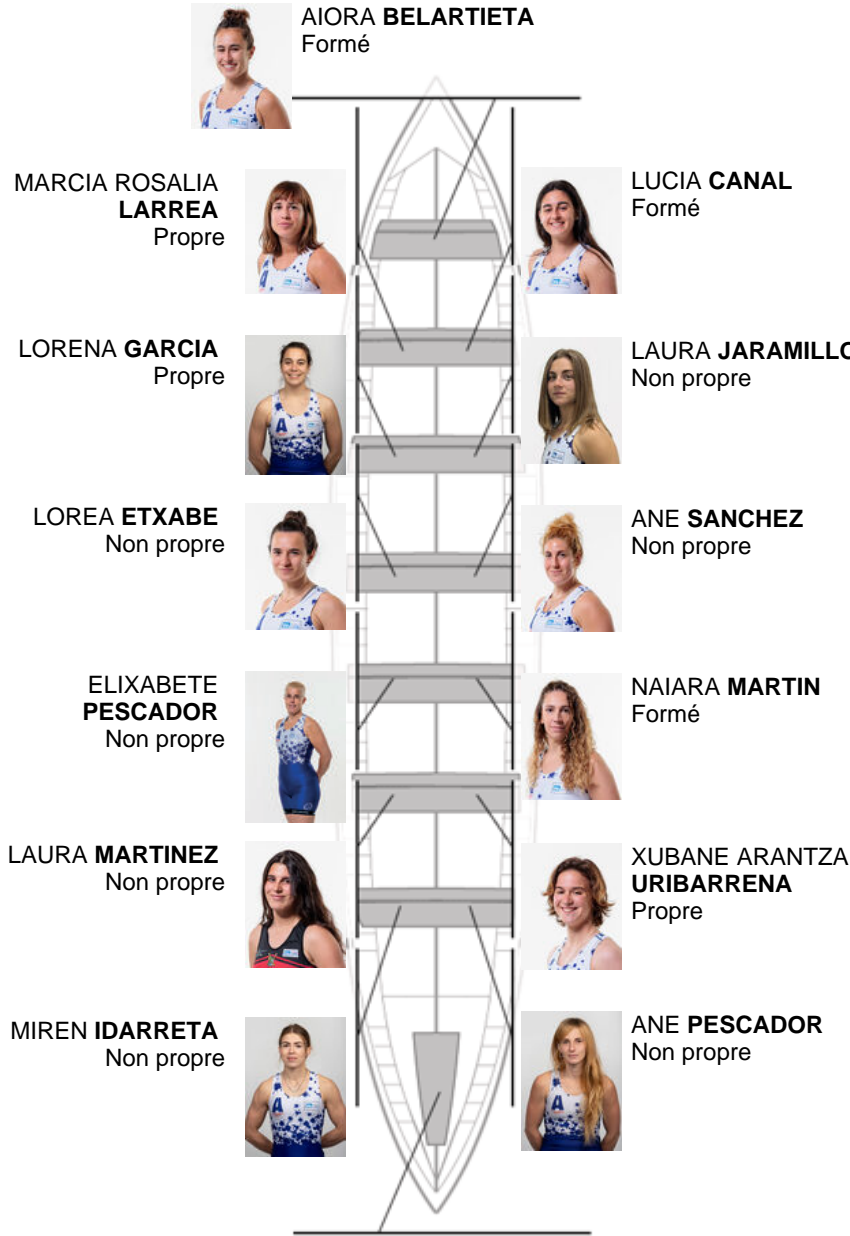 AIORA BELARTIETA
Formé
MARCIA ROSALIA
LARREA
Propre
LUCIA CANAL
Formé
LORENA GARCIA
Propre
LAURA JARAMILLO
Non propre
LOREA ETXABE
Non propre
ANE SANCHEZ
Non propre
ELIXABETE
PESCADOR
Non propre
NAIARA MARTIN
Formé
LAURA MARTINEZ
Non propre
XUBANE ARANTZA
URIBARRENA
Propre
MIREN IDARRETA
Non propre
ANE PESCADOR
Non propre